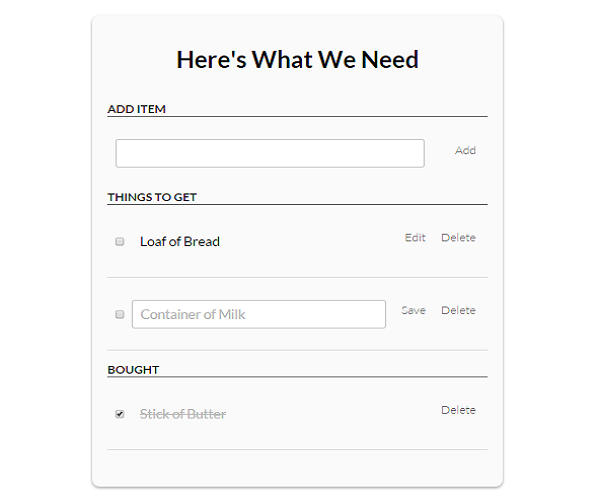 Here's What We Need
ADD ITEM
Add
THINGS TO GET
Loaf of Bread Edit Delete
Container of Milk Save Delete
BOUGHT
Stick of Butter Delete